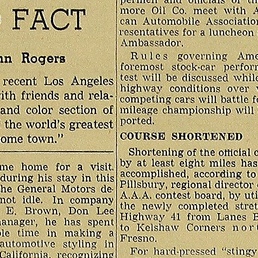 FACT
nn Rogers
recent Los Angeles
with friends and rela-
and color section of
the world's greatest
ome town."
me home for a visit
during his stay in this
the General Motors de-
not idle. In company
E. Brown, Don Lee
manager, he has spent
ble time in making a
automotive styling in
California, recognizing
more Oil Co. meet with A
can Automobile Association
resentatives for a luncheon
Ambassador.
Rules governing Ame
foremost stock-car perform
test will be discussed while
highway conditions over v
competing cars will battle f
mileage championship will
ported.
COURSE SHORTENED
Shortening of the official c
by at least eight miles has
accomplished, according to
Pillsbury, regional director o
A.A.A. contest board, by uti
the newly completed stret
Highway 41 from Lanes B
to Kelshaw Corners nor
Fresno.
For hard-pressed "stingy